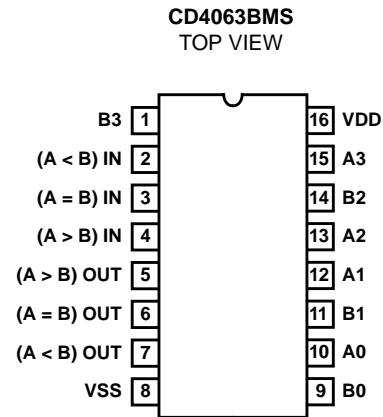 CD4063BMS
TOP VIEW
B3 1 16 VDD
(A < B) IN 2 15 A3
(A = B) IN 3 14 B2
(A > B) IN 4 13 A2
(A > B) OUT 5 12 A1
(A = B) OUT 6 11 B1
(A < B) OUT 7 10 A0
VSS 8 9 B0